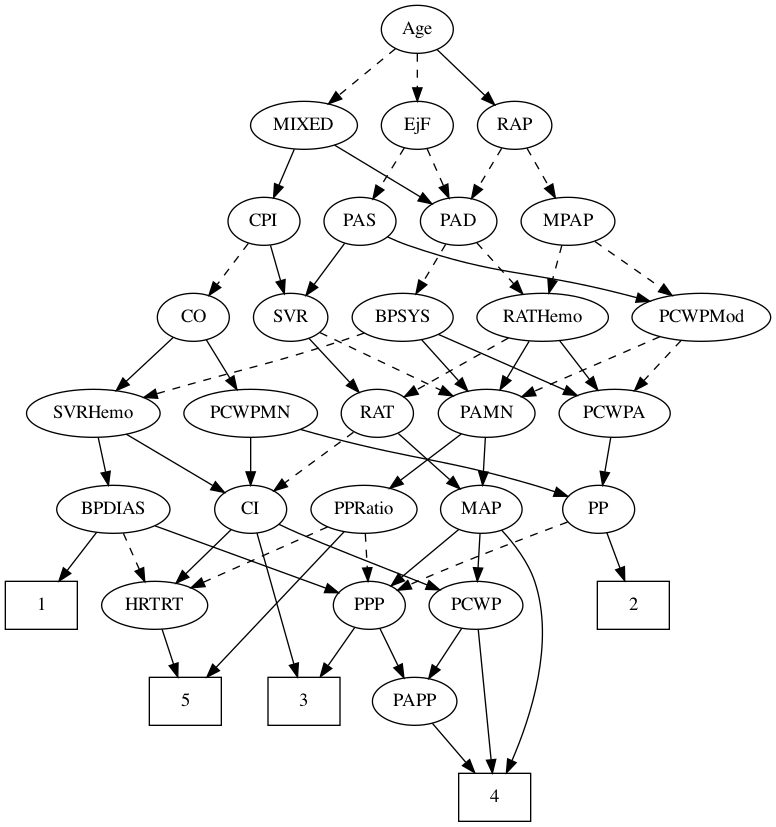 Age
MIXED EjF RAP
CPI PAS PAD MPAP
CO SVR BPSYS RATHemo PCWPMod
SVRHemo PCWPMN RAT PAMN PCWPA
BPDIAS CI PPRatio MAP PP
1 HRTRT PPP PCWP 2
5 3 PAPP
4